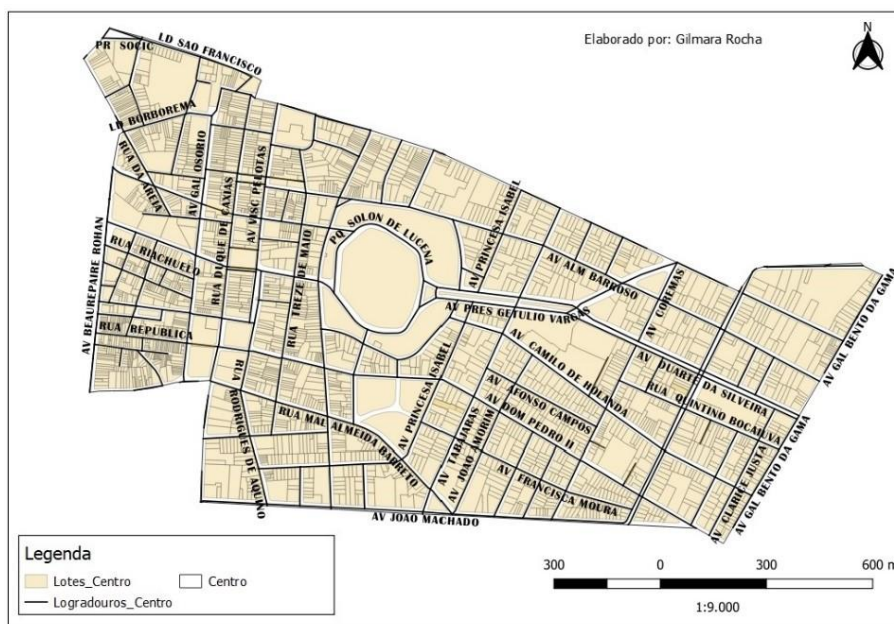 Elaborado por: Gilmara Rocha
N
LD SAO FRANCISCO
PR SOCIC
LD BORBOREMA
RUA DA AREIA
AV GAL OSORIO
RUA DUQUE DE CAXIAS
AV VISC PELOTAS
PQ SOLON DE LUCENA
AV PRINCESA ISABEL
RUA TREZE DE MAIO
AV BEAUREPAIRE ROHAN
RUA RIACHUELO
RUA REPUBLICA
AV ALM BARROSO
AV COREMAS
AV PRES GETULIO VARGAS
AV GAL BENTO DA GAMA
AV CAMILO DE HOLANDA
AV DUARTE DA SILVEIRA
RUA QUINTINO BOCAIUVA
AV AFONSO CAMPOS
AV DOM PEDRO II
AV PRINCESA ISABEL
RUA RODRIGUES DE AQUINO
RUA MAL ALMEIDA BARRETO
AV TABAJARAS
AV JOAO AMORIM
AV FRANCISCA MOURA
AV CLARICE JUSTA
AV GAL BENTO DA GAMA
AV JOAO MACHADO
Legenda
Lotes_Centro
Centro
Logradouros_Centro
300 0 300 600 m
1:9.000